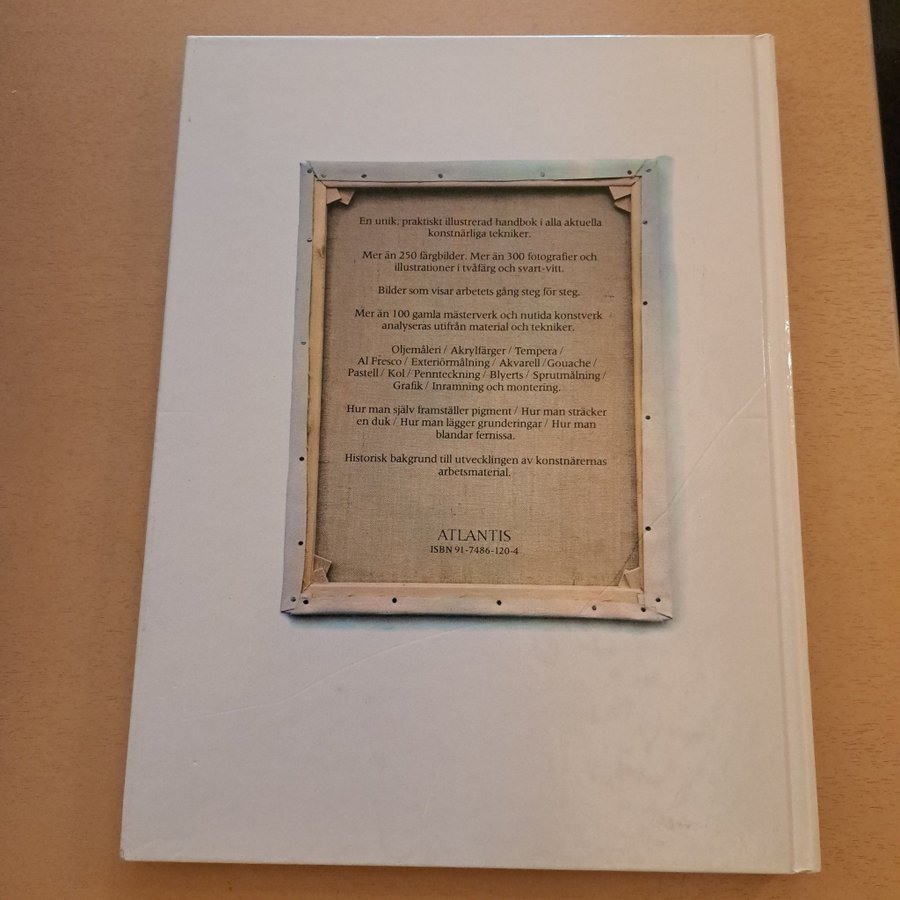 En unik, praktiskt illustrerad handbok i alla aktuella
konstnärliga tekniker.
Mer än 250 färgbilder. Mer än 300 fotografier och
illustrationer i tvåfärg och svart-vitt.
Bilder som visar arbetets gång steg för steg.
Mer än 100 gamla mästerverk och nutida konstverk
analyseras utifrån material och tekniker.
Oljemåleri / Akrylfärger / Tempera /
Al Fresco / Exteriörmålning / Akvarell / Gouache /
Pastell / Kol / Pennteckning / Blyerts / Sprutmålning /
Grafik / Inramning och montering.
Hur man själv framställer pigment / Hur man sträcker
en duk / Hur man lägger grunderingar / Hur man
blandar fernissa.
Historisk bakgrund till utvecklingen av konstnärernas
arbetsmaterial.
ATLANTIS
ISBN 91-7486-120-4